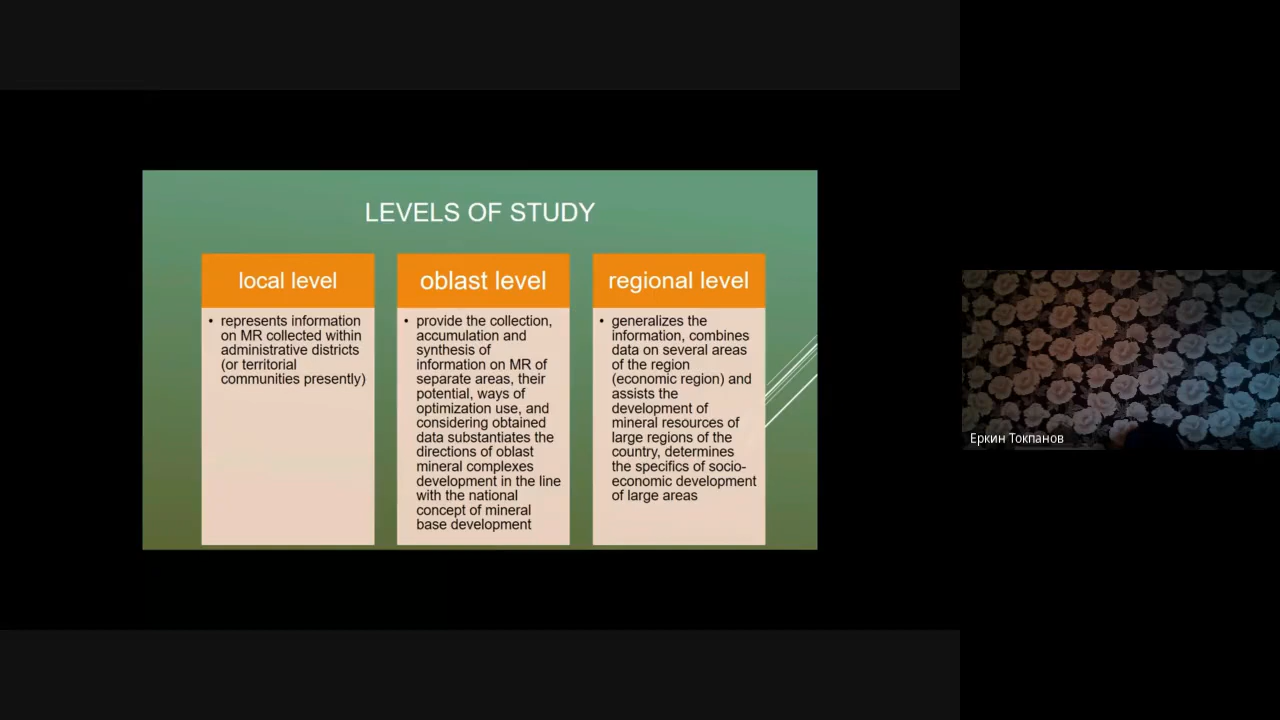 LEVELS OF STUDY
local level
• represents information
on MR collected within
administrative districts
(or territorial
communities presently)
oblast level
• provide the collection,
accumulation and
synthesis of
information on MR of
separate areas, their
potential, ways of
optimization use, and
considering obtained
data substantiates the
directions of oblast
mineral complexes
development in the line
with the national
concept of mineral
base development
regional level
• generalizes the
information, combines
data on several areas
of the region
(economic region) and
assists the
development of
mineral resources of
large regions of the
country, determines
the specifics of socio-
economic development
of large areas
Еркин Токпанов